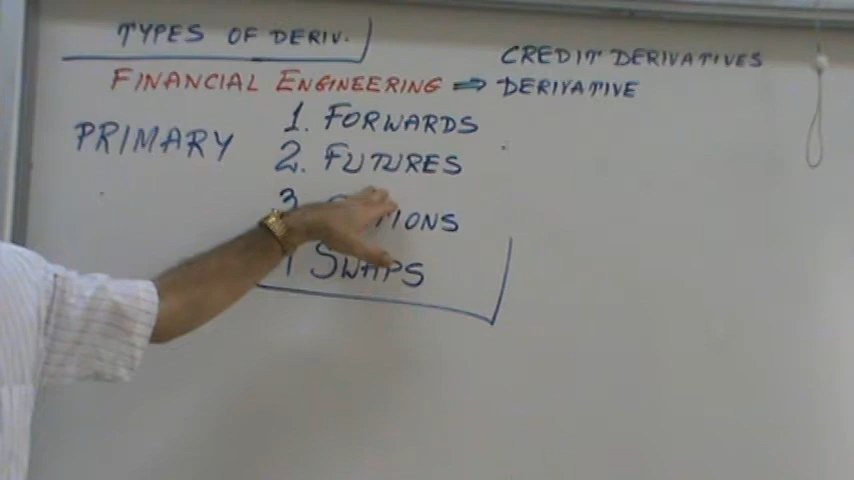 TYPES OF DERIV.
CREDIT DERIVATIVES
FINANCIAL ENGINEERING ⇒ DERIVATIVE
PRIMARY
1. FORWARDS
2. FUTURES
3
SWAPS